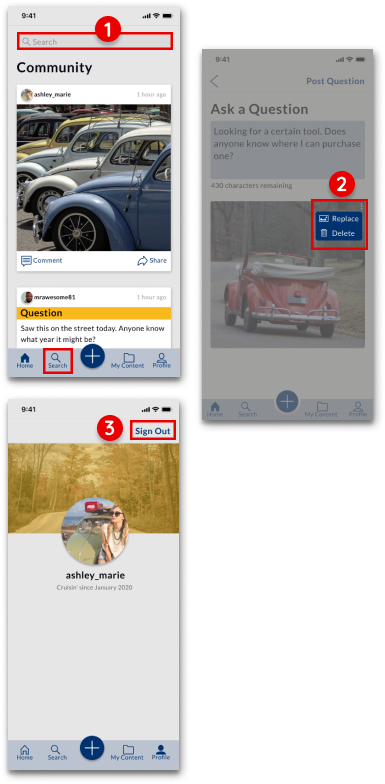 9:41
1
Search
Community
ashley_marie
1 hour ago
Comment
Share
mrawesome81
1 hour ago
Question
Saw this on the street today. Anyone know
what year it might be?
Home
Search
My Content
Profile
9:41
Post Question
Ask a Question
Looking for a certain tool. Does
anyone know where I can purchase
one?
430 characters remaining
2
Replace
Delete
Home
Search
My Content
Profile
9:41
3
Sign Out
ashley_marie
Cruisin' since January 2020
Home
Search
My Content
Profile